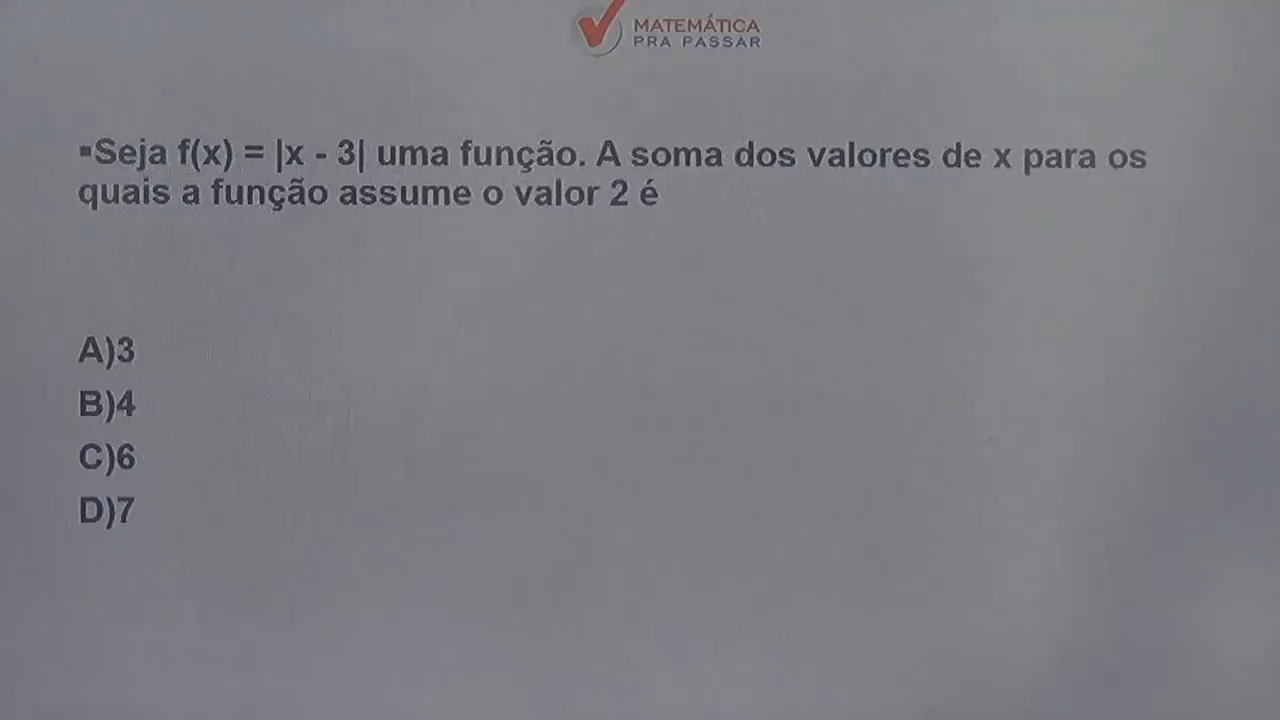 MATEMÁTICA
PRA PASSAR
▪Seja f(x) = |x - 3| uma função. A soma dos valores de x para os
quais a função assume o valor 2 é
A)3
B)4
C)6
D)7